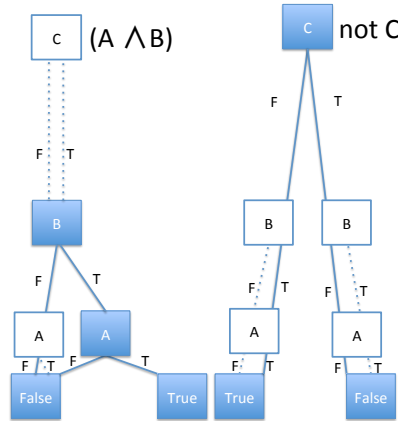 C (A ∧ B)
F T
B
F T
A A
F T F T
False True
C not C
F T
B B
F T F T
A A
F T F T
True False